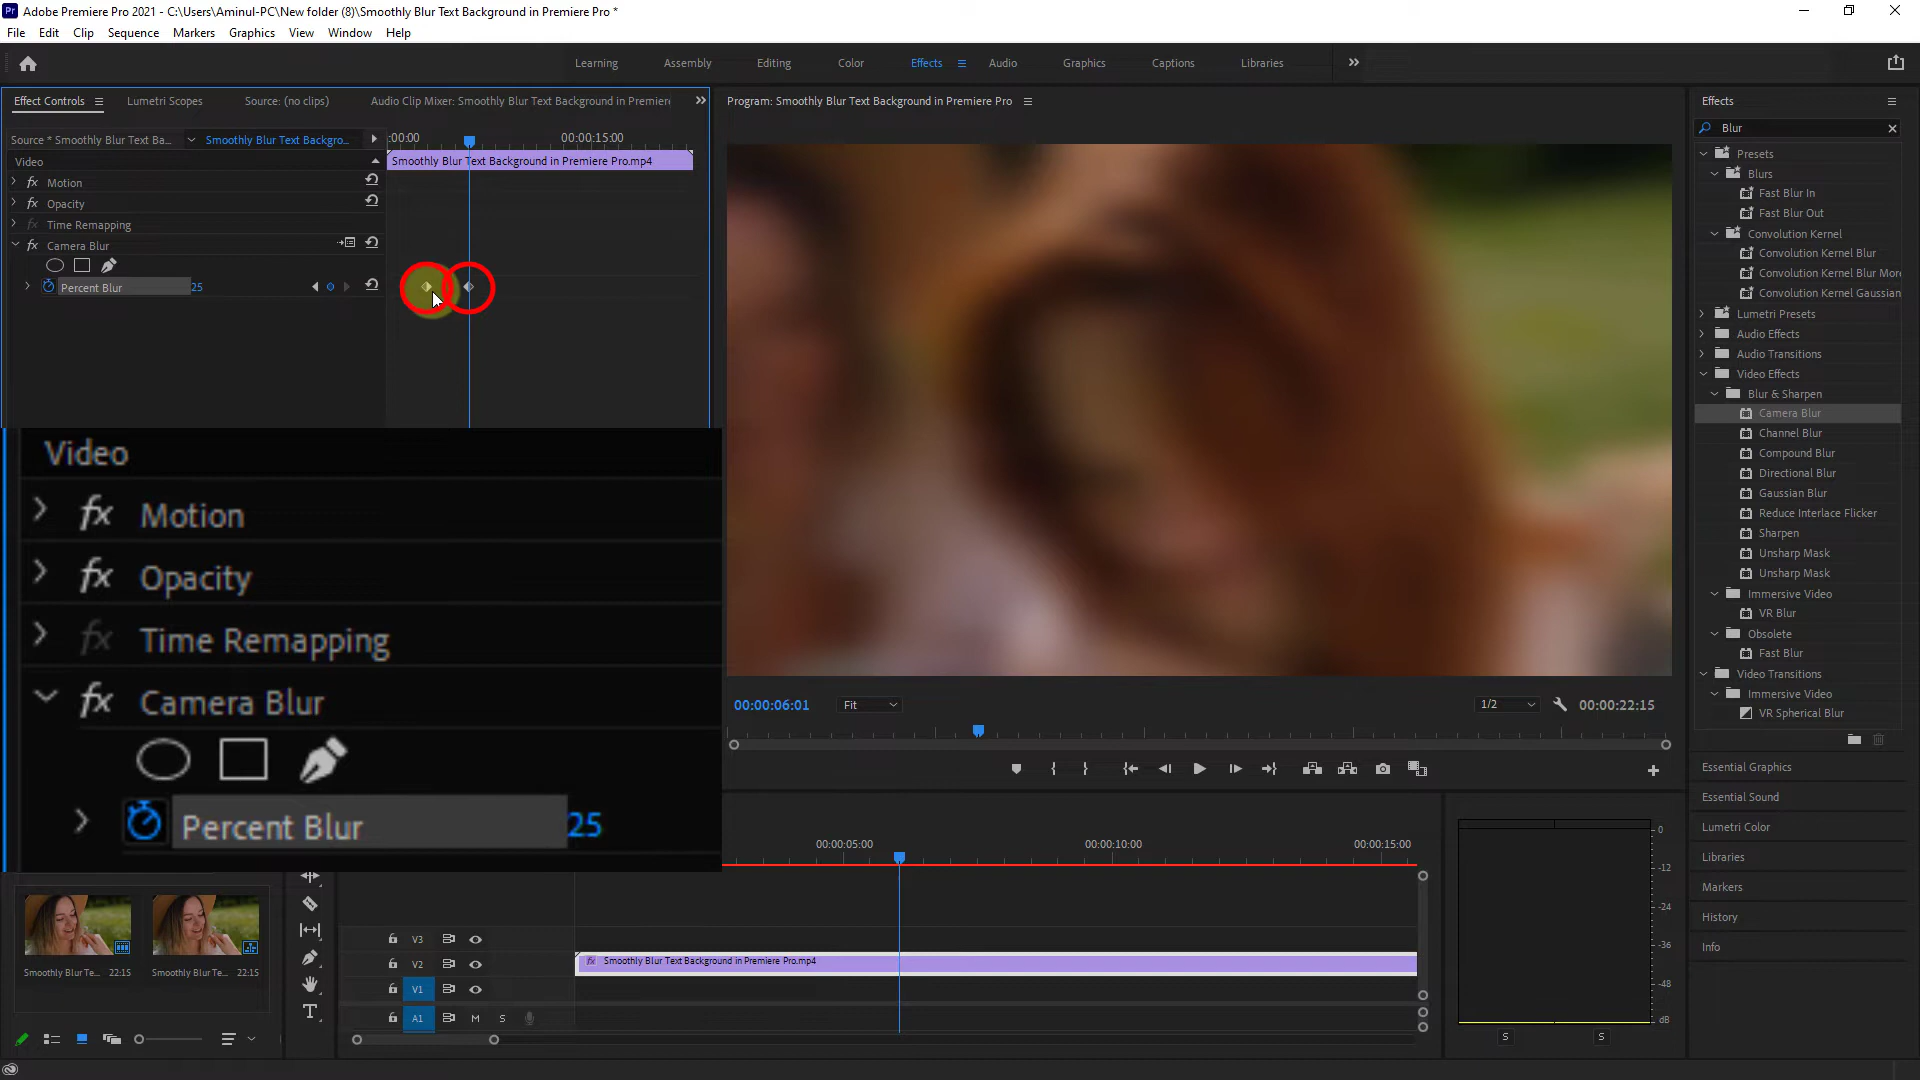 Adobe Premiere Pro 2021 - C:\Users\Aminul-PC\New folder (8)\Smoothly Blur Text Background in Premiere Pro *
File Edit Clip Sequence Markers Graphics View Window Help
Learning Assembly Editing Color Effects Audio Graphics Captions Libraries
Effect Controls Lumetri Scopes Source: (no clips) Audio Clip Mixer: Smoothly Blur Text Background in Premiere
Source * Smoothly Blur Text Ba... Smoothly Blur Text Backgro...
:00:00 00:00:15:00
Video
Smoothly Blur Text Background in Premiere Pro.mp4
fx Motion
fx Opacity
fx Time Remapping
fx Camera Blur
Percent Blur 25
Video
fx Motion
fx Opacity
fx Time Remapping
fx Camera Blur
Percent Blur 25
Program: Smoothly Blur Text Background in Premiere Pro
00:00:06:01 Fit 1/2 00:00:22:15
Effects
Blur
Presets
Blurs
Fast Blur In
Fast Blur Out
Convolution Kernel
Convolution Kernel Blur
Convolution Kernel Blur More
Convolution Kernel Gaussian
Lumetri Presets
Audio Effects
Audio Transitions
Video Effects
Blur & Sharpen
Camera Blur
Channel Blur
Compound Blur
Directional Blur
Gaussian Blur
Reduce Interlace Flicker
Sharpen
Unsharp Mask
Unsharp Mask
Immersive Video
VR Blur
Obsolete
Fast Blur
Video Transitions
Immersive Video
VR Spherical Blur
Essential Graphics
Essential Sound
Lumetri Color
Libraries
Markers
History
Info
00:00:05:00 00:00:10:00 00:00:15:00
V3
V2
fx Smoothly Blur Text Background in Premiere Pro.mp4
V1
A1 M S
Smoothly Blur Te... 22:15 Smoothly Blur Te... 22:15
0
-12
-24
-36
-48
dB
S S